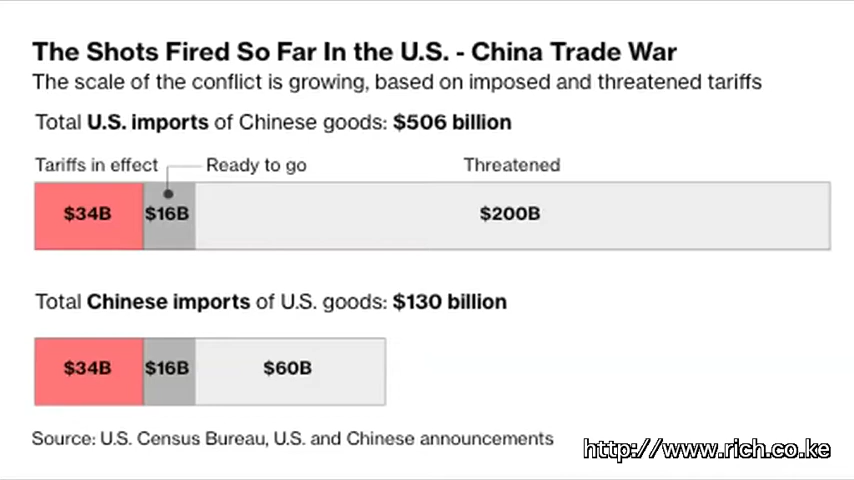 The Shots Fired So Far In the U.S. - China Trade War
The scale of the conflict is growing, based on imposed and threatened tariffs
Total U.S. imports of Chinese goods: $506 billion
Tariffs in effect Ready to go Threatened
$34B $16B $200B
Total Chinese imports of U.S. goods: $130 billion
$34B $16B $60B
Source: U.S. Census Bureau, U.S. and Chinese announcements
http://www.rich.co.ke